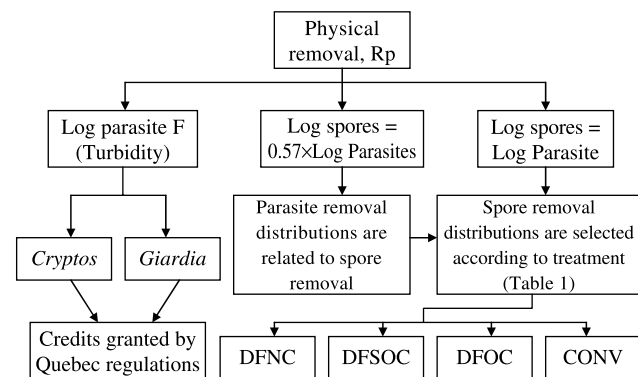 Physical
removal, Rp
Log parasite F
(Turbidity)
Log spores =
0.57×Log Parasites
Log spores =
Log Parasite
Parasite removal
distributions are
related to spore
removal
Spore removal
distributions are selected
according to treatment
(Table 1)
Cryptos
Giardia
Credits granted by
Quebec regulations
DFNC
DFSOC
DFOC
CONV